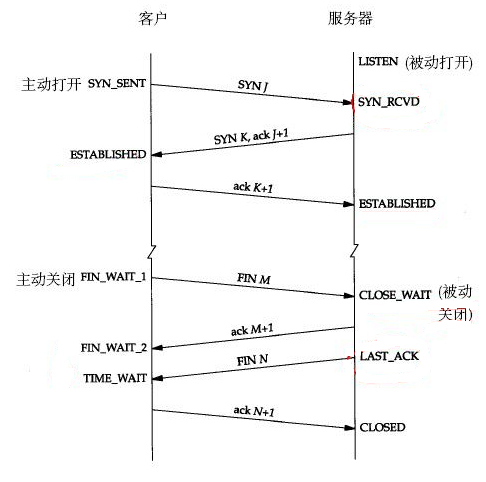 客户 服务器
LISTEN (被动打开)
主动打开 SYN_SENT SYN J
SYN_RCVD
SYN K, ack J+1
ESTABLISHED
ack K+1
ESTABLISHED
主动关闭 FIN_WAIT_1 FIN M
CLOSE_WAIT (被动
关闭)
ack M+1
FIN_WAIT_2
FIN N LAST_ACK
TIME_WAIT
ack N+1
CLOSED